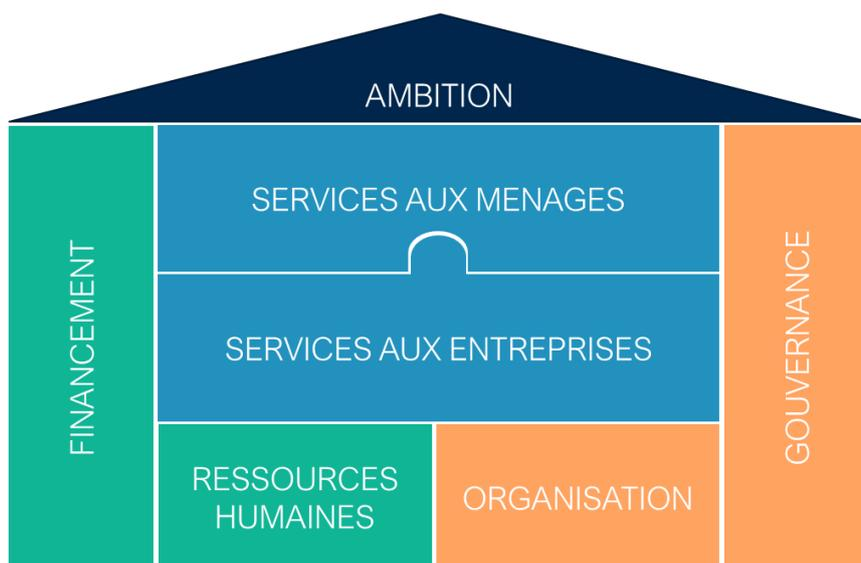 AMBITION
FINANCEMENT
SERVICES AUX MENAGES
SERVICES AUX ENTREPRISES
RESSOURCES
HUMAINES
ORGANISATION
GOUVERNANCE